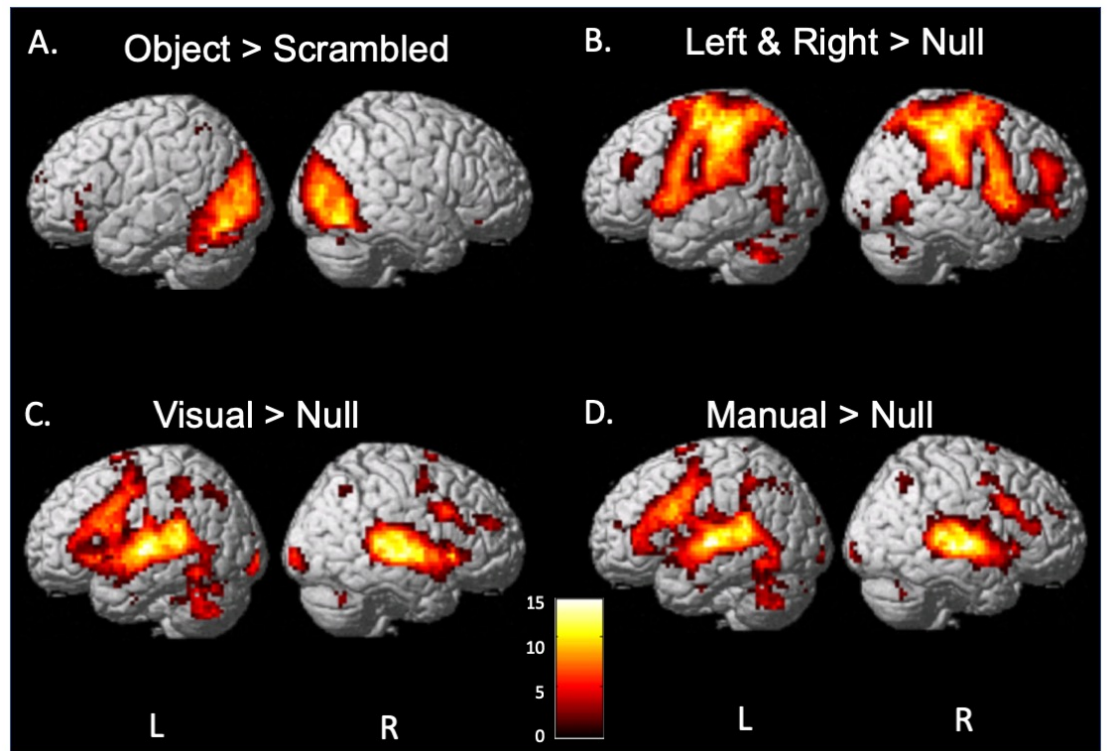 A. Object > Scrambled
B. Left & Right > Null
C. Visual > Null
D. Manual > Null
15
10
5
0
L R
L R